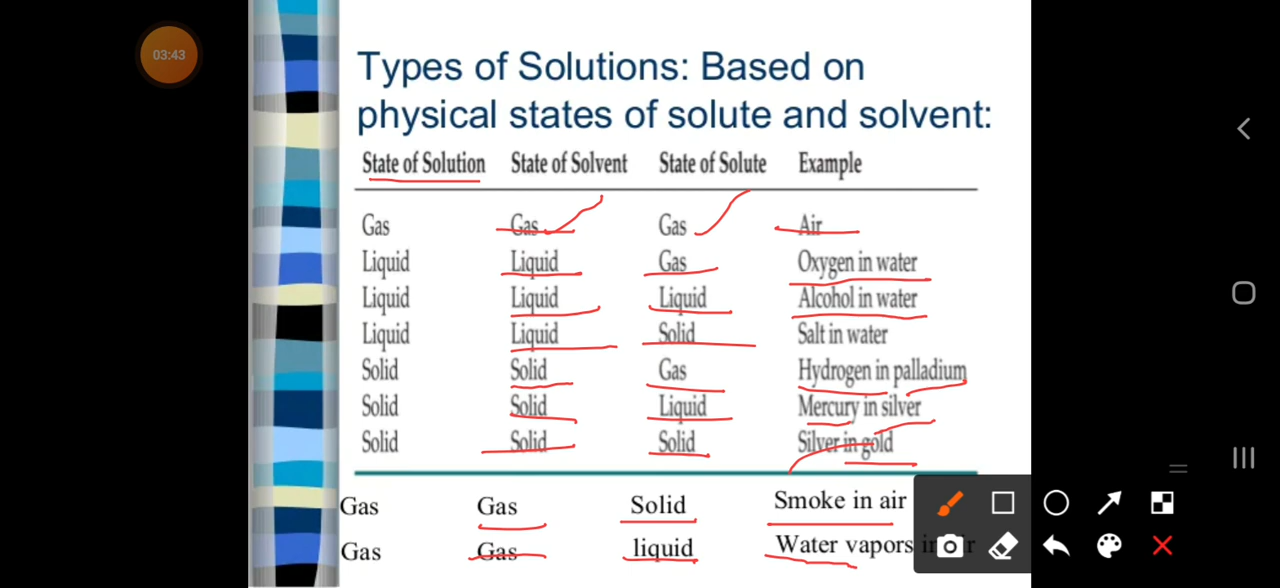 03:43
Types of Solutions: Based on
physical states of solute and solvent:
State of Solution State of Solvent State of Solute Example
Gas Gas Gas Air
Liquid Liquid Gas Oxygen in water
Liquid Liquid Liquid Alcohol in water
Liquid Liquid Solid Salt in water
Solid Solid Gas Hydrogen in palladium
Solid Solid Liquid Mercury in silver
Solid Solid Solid Silver in gold
Gas Gas Solid Smoke in air
Gas Gas liquid Water vapors